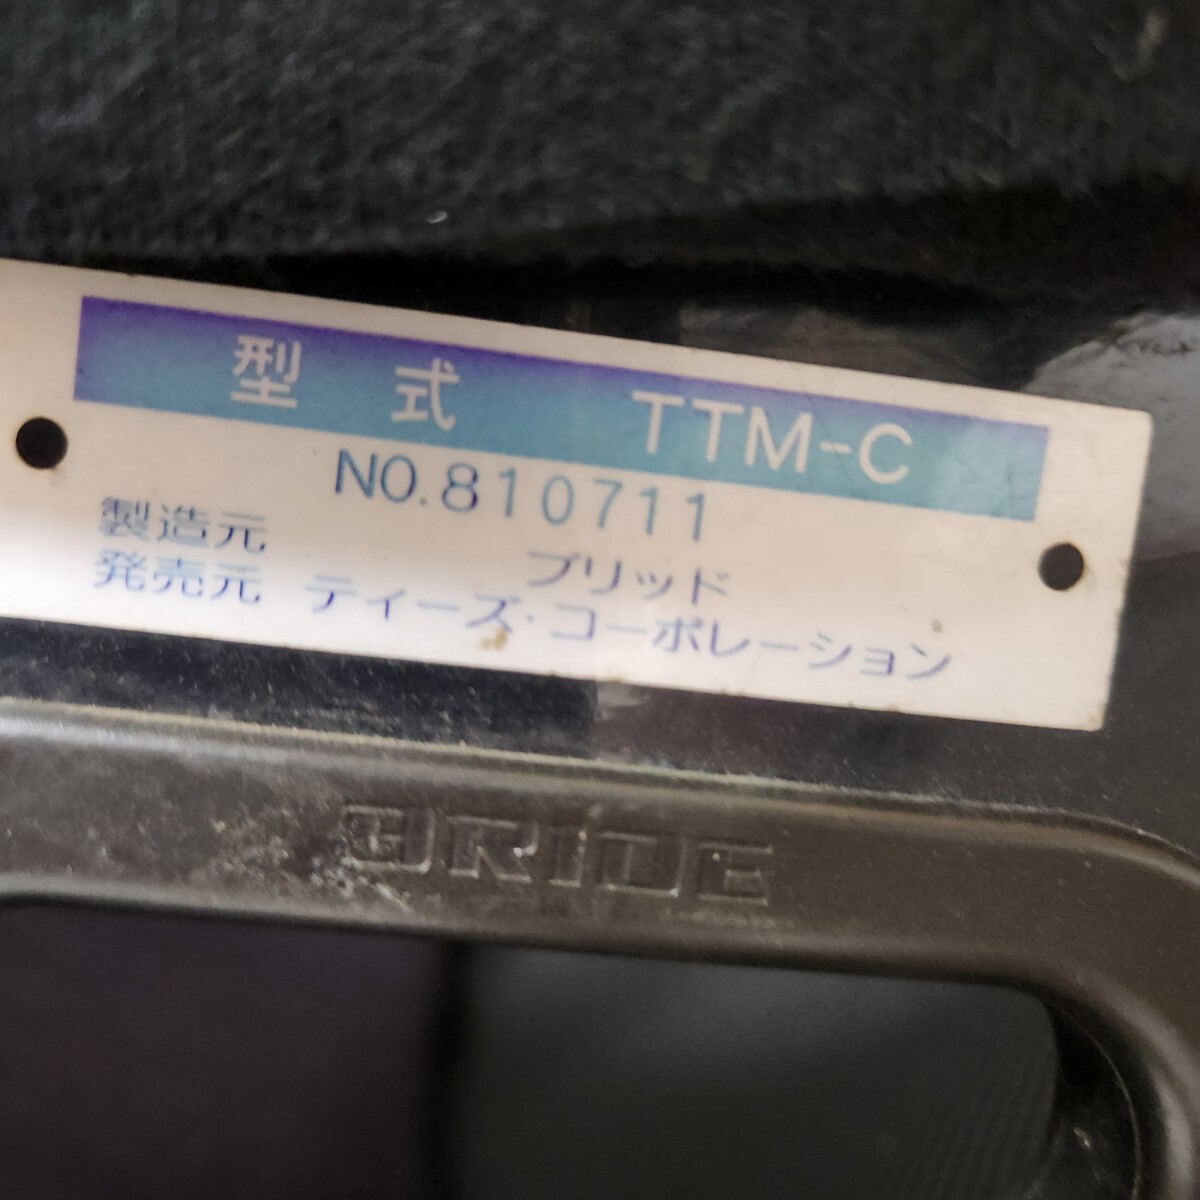 型式 TTM-C
NO.810711
製造元 ブリッド
発売元 ティーズ・コーポレーション
BRIDE